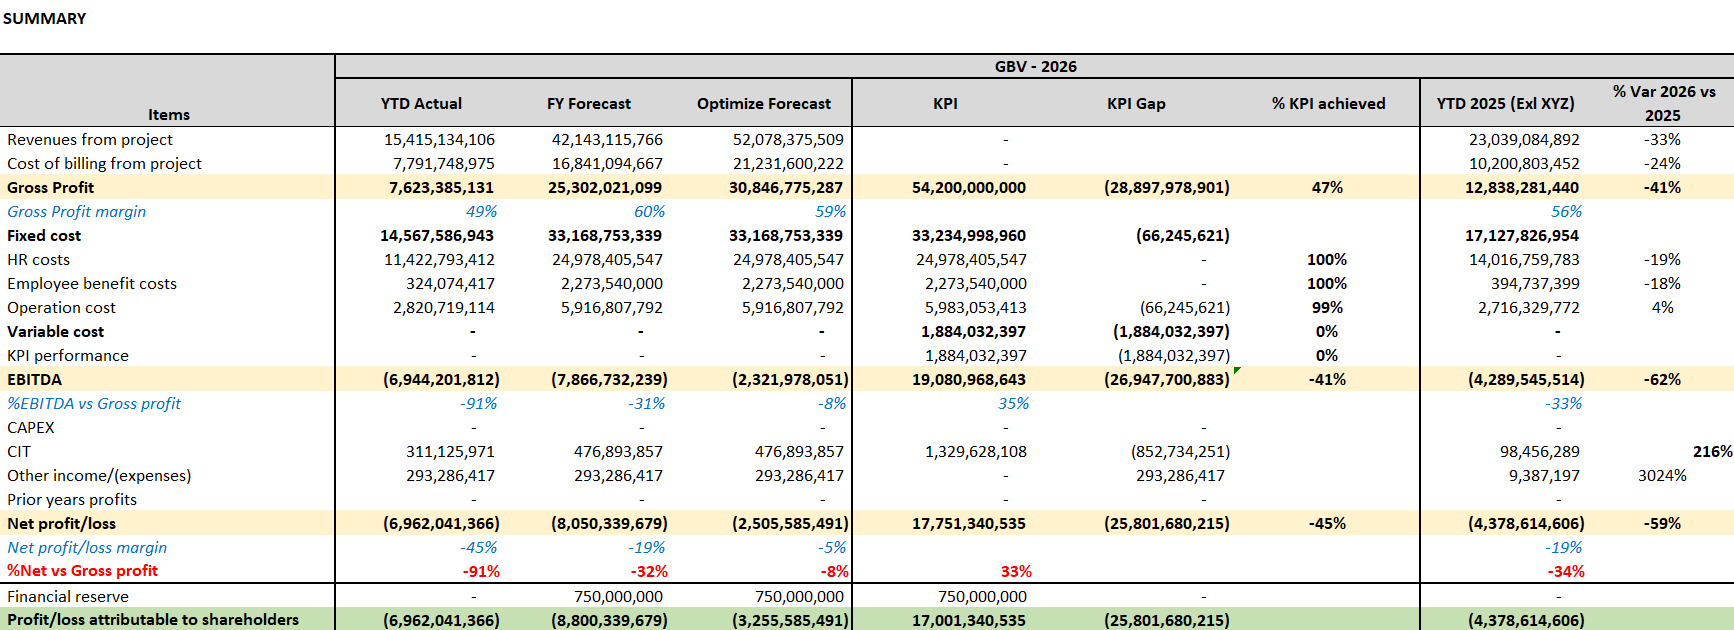 SUMMARY
GBV - 2026
Items YTD Actual FY Forecast Optimize Forecast KPI KPI Gap % KPI achieved YTD 2025 (Exl XYZ) % Var 2026 vs 2025
Revenues from project 15,415,134,106 42,143,115,766 52,078,375,509 - 23,039,084,892 -33%
Cost of billing from project 7,791,748,975 16,841,094,667 21,231,600,222 - 10,200,803,452 -24%
Gross Profit 7,623,385,131 25,302,021,099 30,846,775,287 54,200,000,000 (28,897,978,901) 47% 12,838,281,440 -41%
Gross Profit margin 49% 60% 59% 56%
Fixed cost 14,567,586,943 33,168,753,339 33,168,753,339 33,234,998,960 (66,245,621) 17,127,826,954
HR costs 11,422,793,412 24,978,405,547 24,978,405,547 24,978,405,547 - 100% 14,016,759,783 -19%
Employee benefit costs 324,074,417 2,273,540,000 2,273,540,000 2,273,540,000 - 100% 394,737,399 -18%
Operation cost 2,820,719,114 5,916,807,792 5,916,807,792 5,983,053,413 (66,245,621) 99% 2,716,329,772 4%
Variable cost - - - 1,884,032,397 (1,884,032,397) 0% -
KPI performance - - - 1,884,032,397 (1,884,032,397) 0% -
EBITDA (6,944,201,812) (7,866,732,239) (2,321,978,051) 19,080,968,643 (26,947,700,883) -41% (4,289,545,514) -62%
%EBITDA vs Gross profit -91% -31% -8% 35% -33%
CAPEX - - - - -
CIT 311,125,971 476,893,857 476,893,857 1,329,628,108 (852,734,251) 98,456,289 216%
Other income/(expenses) 293,286,417 293,286,417 293,286,417 - 293,286,417 9,387,197 3024%
Prior years profits - - - - -
Net profit/loss (6,962,041,366) (8,050,339,679) (2,505,585,491) 17,751,340,535 (25,801,680,215) -45% (4,378,614,606) -59%
Net profit/loss margin -45% -19% -5% -19%
%Net vs Gross profit -91% -32% -8% 33% -34%
Financial reserve - 750,000,000 750,000,000 750,000,000 - -
Profit/loss attributable to shareholders (6,962,041,366) (8,800,339,679) (3,255,585,491) 17,001,340,535 (25,801,680,215) (4,378,614,606)